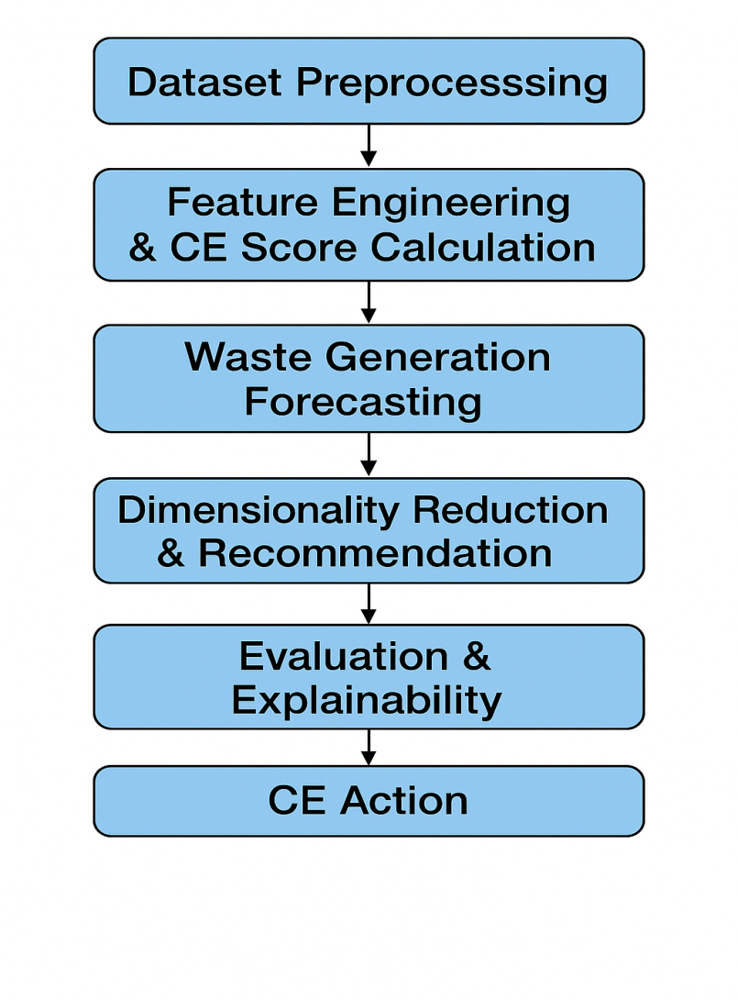 Dataset Preprocesssing
Feature Engineering
& CE Score Calculation
Waste Generation
Forecasting
Dimensionality Reduction
& Recommendation
Evaluation &
Explainability
CE Action